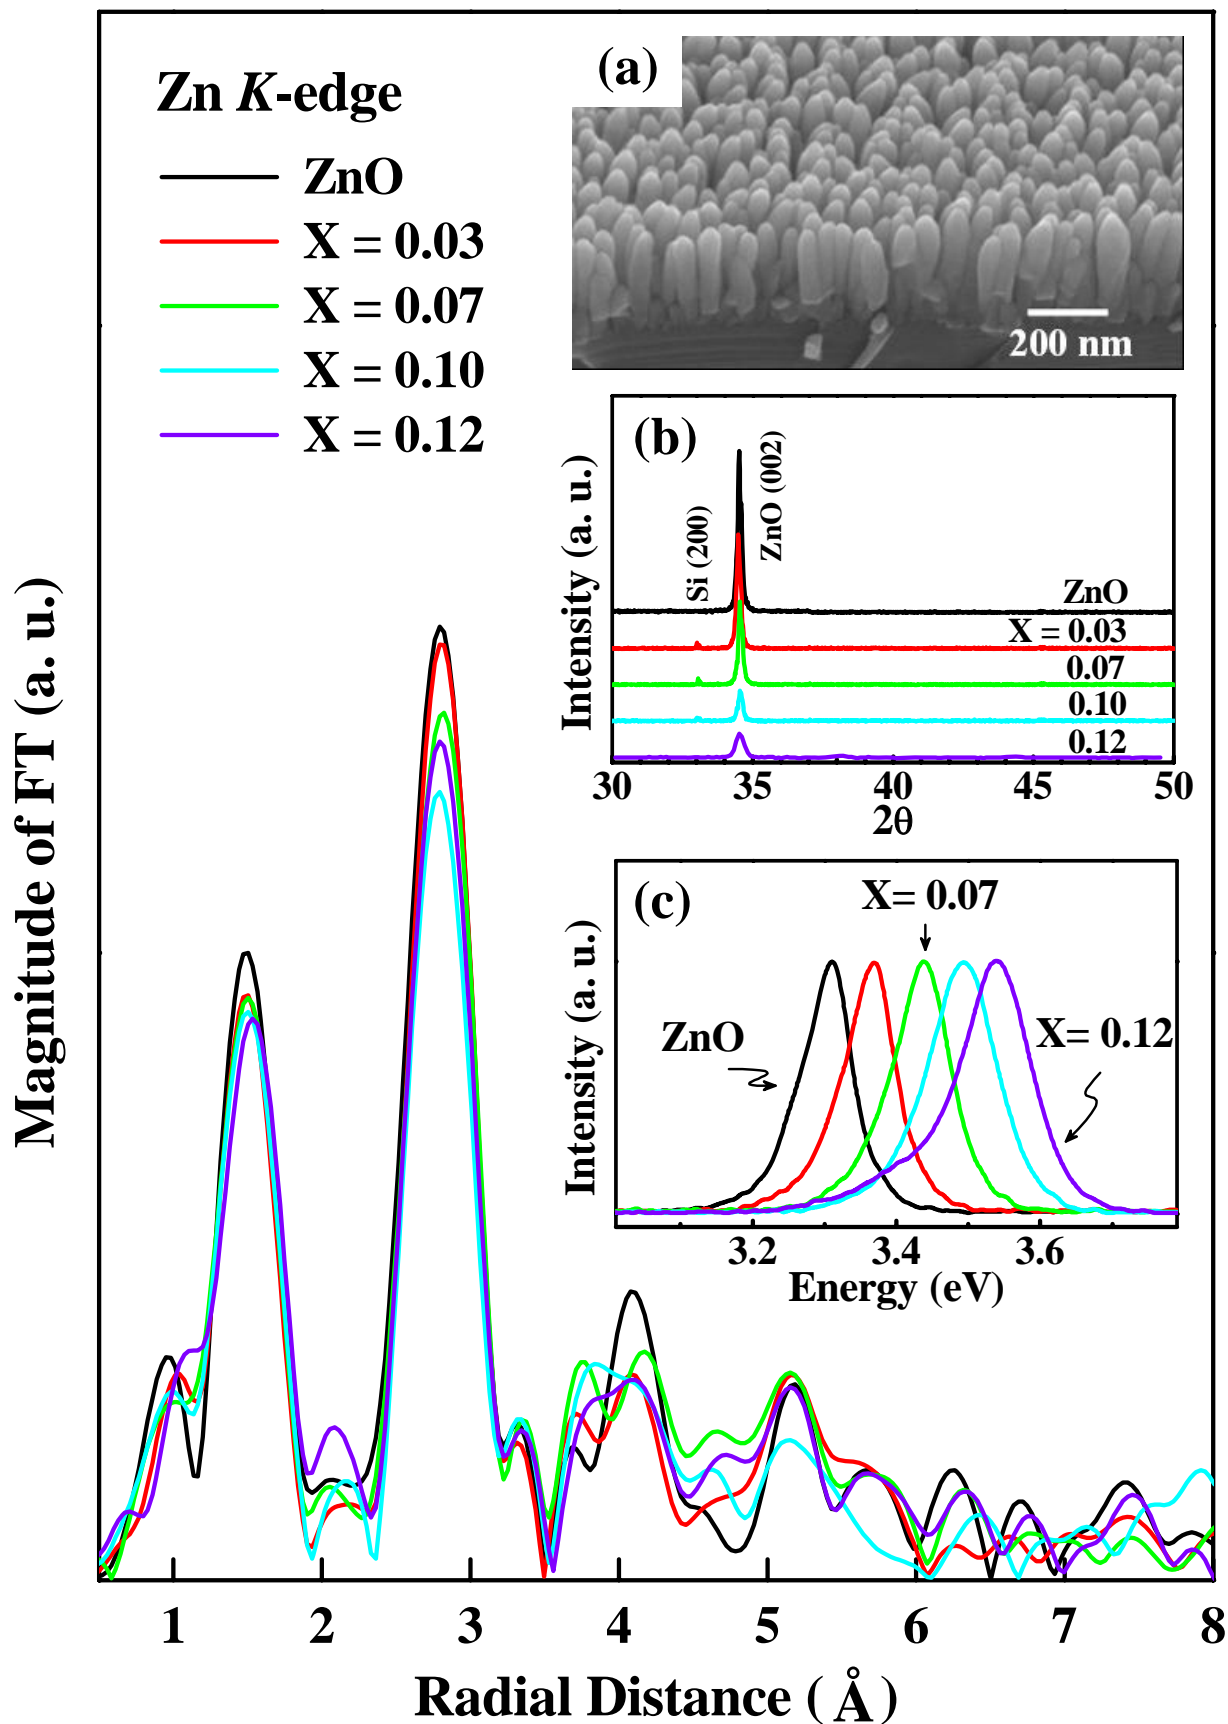 Zn K-edge
ZnO
X = 0.03
X = 0.07
X = 0.10
X = 0.12
(a)
200 nm
(b)
Intensity (a. u.)
Si (200)
ZnO (002)
ZnO
X = 0.03
0.07
0.10
0.12
30 35 40 45 50
2θ
(c)
X= 0.07
Intensity (a. u.)
ZnO
X= 0.12
3.2 3.4 3.6
Energy (eV)
Magnitude of FT (a. u.)
1 2 3 4 5 6 7 8
Radial Distance (Å)